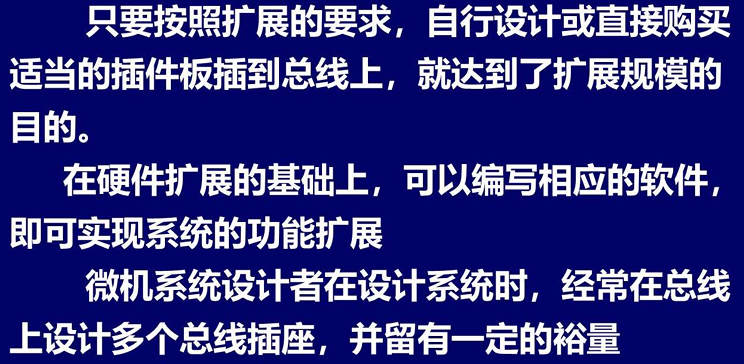 只要按照扩展的要求，自行设计或直接购买
适当的插件板插到总线上，就达到了扩展规模的
目的。
在硬件扩展的基础上，可以编写相应的软件，
即可实现系统的功能扩展
微机系统设计者在设计系统时，经常在总线
上设计多个总线插座，并留有一定的裕量